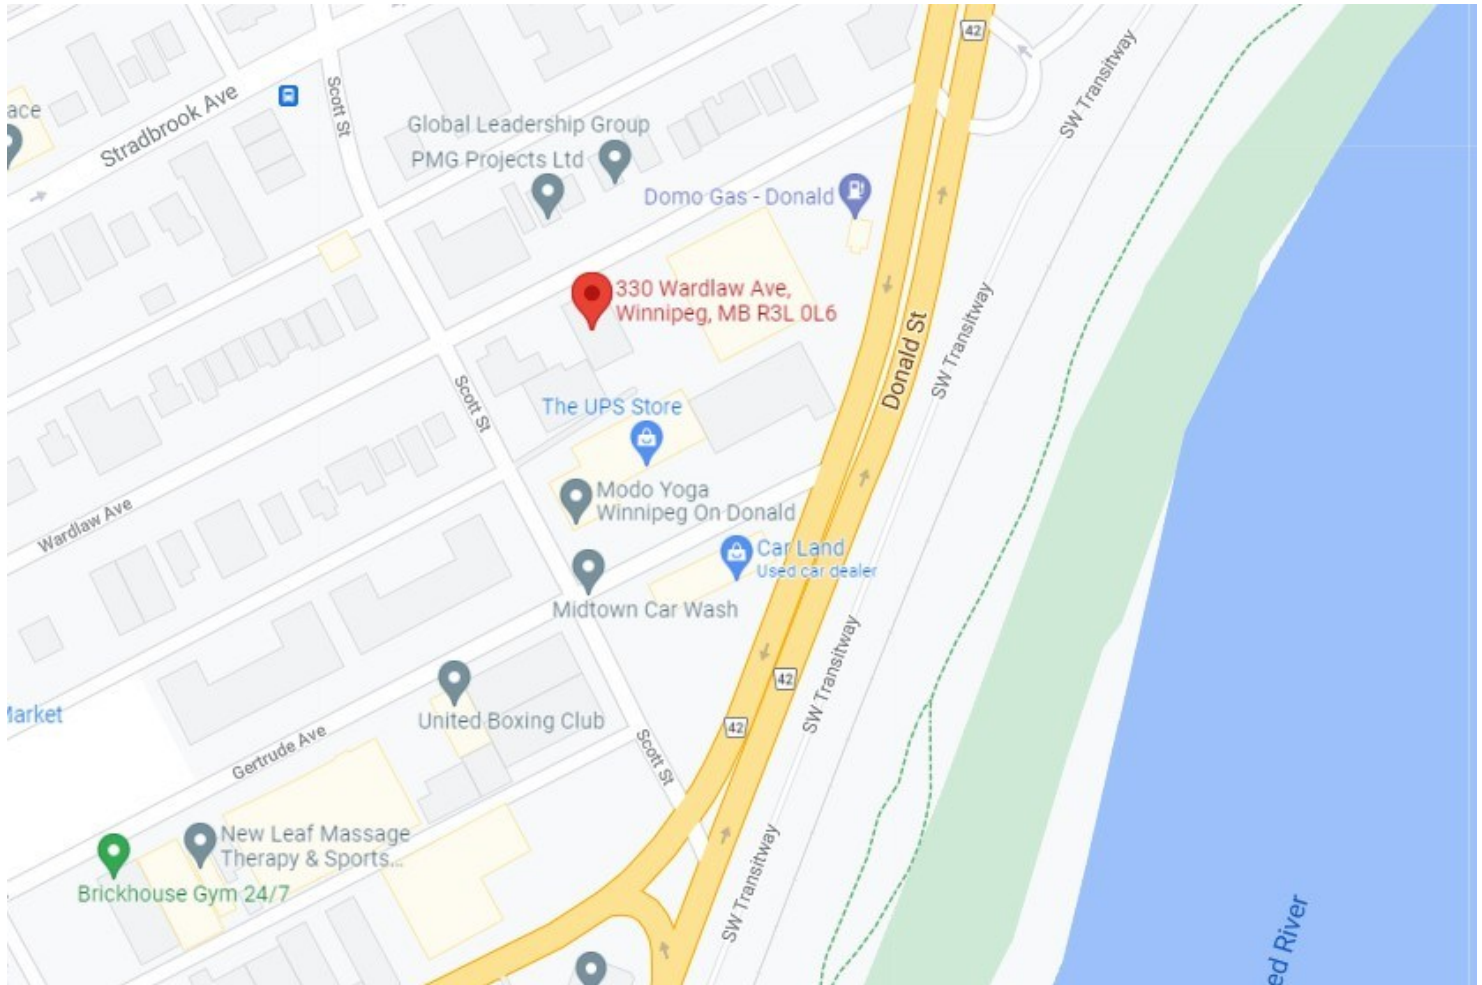 42
ace
Stradbrook Ave
Scott St
Global Leadership Group
PMG Projects Ltd
SW Transitway
Domo Gas - Donald
330 Wardlaw Ave,
Winnipeg, MB R3L 0L6
SW Transitway
Donald St
Scott St
The UPS Store
Modo Yoga
Winnipeg On Donald
Wardlaw Ave
Car Land
Used car dealer
Midtown Car Wash
SW Transitway
42
Market
United Boxing Club
42
Gertrude Ave
Scott St
New Leaf Massage
Therapy & Sports...
Brickhouse Gym 24/7
SW Transitway
ed River